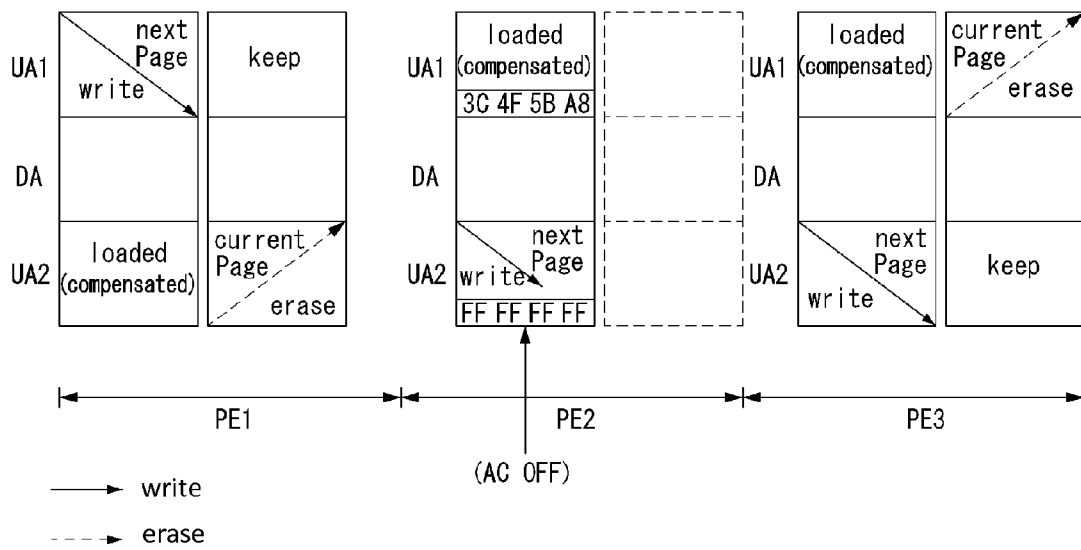 UA1
next
Page
write
keep
UA1
loaded
(compensated)
3C 4F 5B A8
UA1
loaded
(compensated)
current
Page
erase
DA
DA
DA
UA2
loaded
(compensated)
current
Page
erase
UA2
next
Page
write
FF FF FF FF
UA2
next
Page
write
keep
PE1
PE2
PE3
(AC OFF)
write
erase